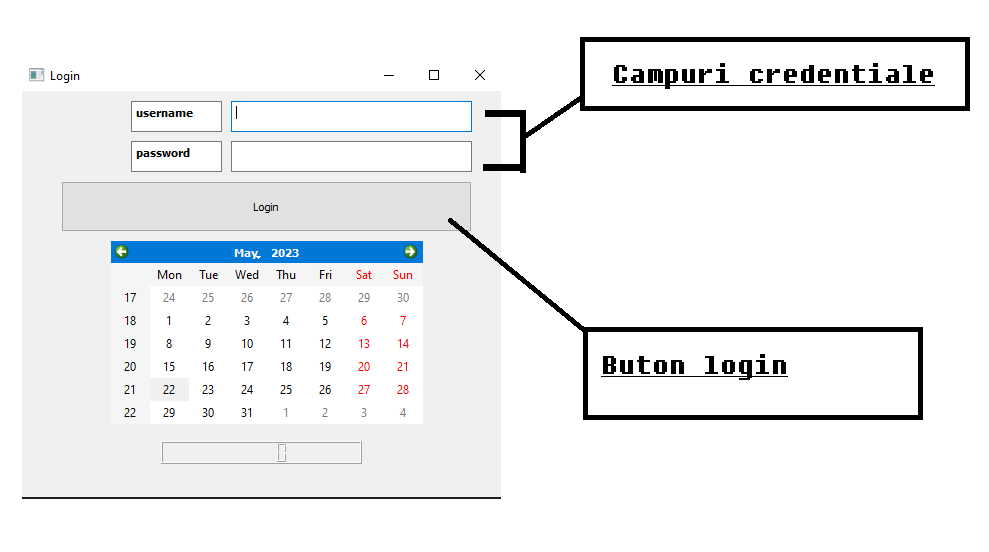 Login
Campuri credentiale
username
password
Login
May, 2023
Mon Tue Wed Thu Fri Sat Sun
17 24 25 26 27 28 29 30
18 1 2 3 4 5 6 7
19 8 9 10 11 12 13 14
20 15 16 17 18 19 20 21
21 22 23 24 25 26 27 28
22 29 30 31 1 2 3 4
Buton login
0